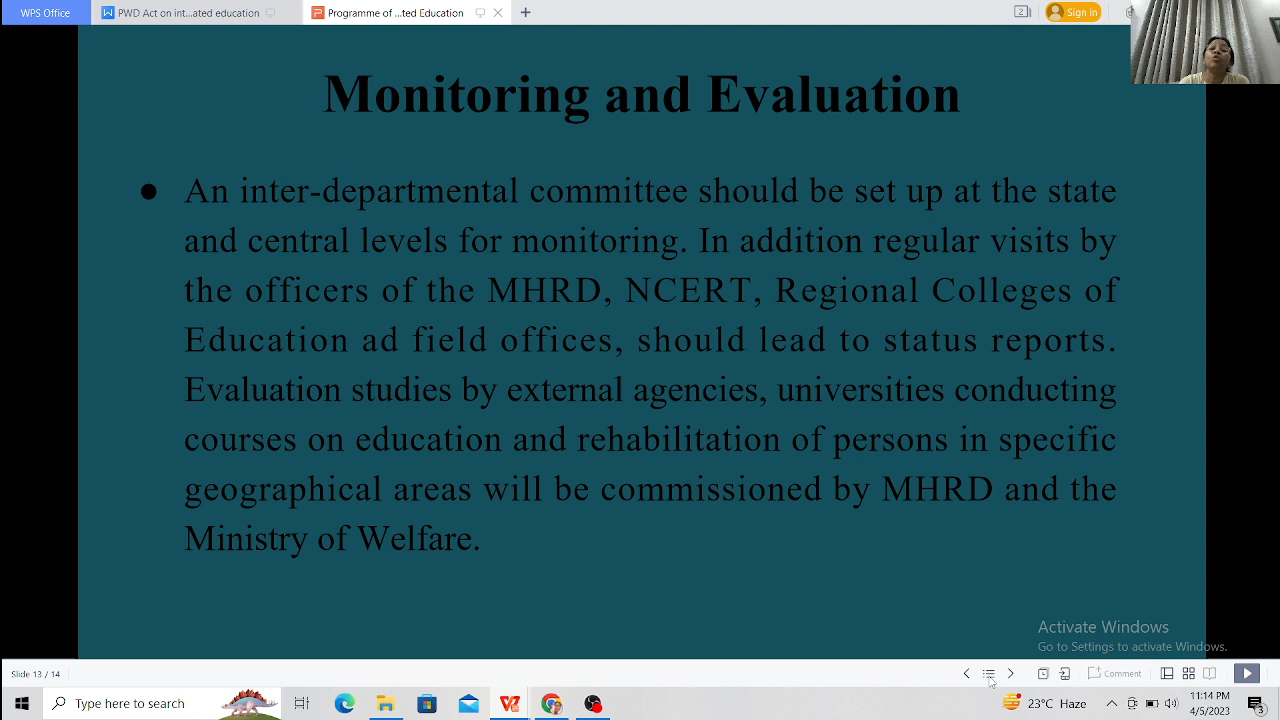 WPS Office
PWD Act on in...tated education
Programme of ...ted Education
2
Sign in
Monitoring and Evaluation
● An inter-departmental committee should be set up at the state
and central levels for monitoring. In addition regular visits by
the officers of the MHRD, NCERT, Regional Colleges of
Education ad field offices, should lead to status reports.
Evaluation studies by external agencies, universities conducting
courses on education and rehabilitation of persons in specific
geographical areas will be commissioned by MHRD and the
Ministry of Welfare.
Activate Windows
Go to Settings to activate Windows.
Slide 13 / 14
Comment
Type here to search
23°C Haze
11:14 PM
4/5/2023
3